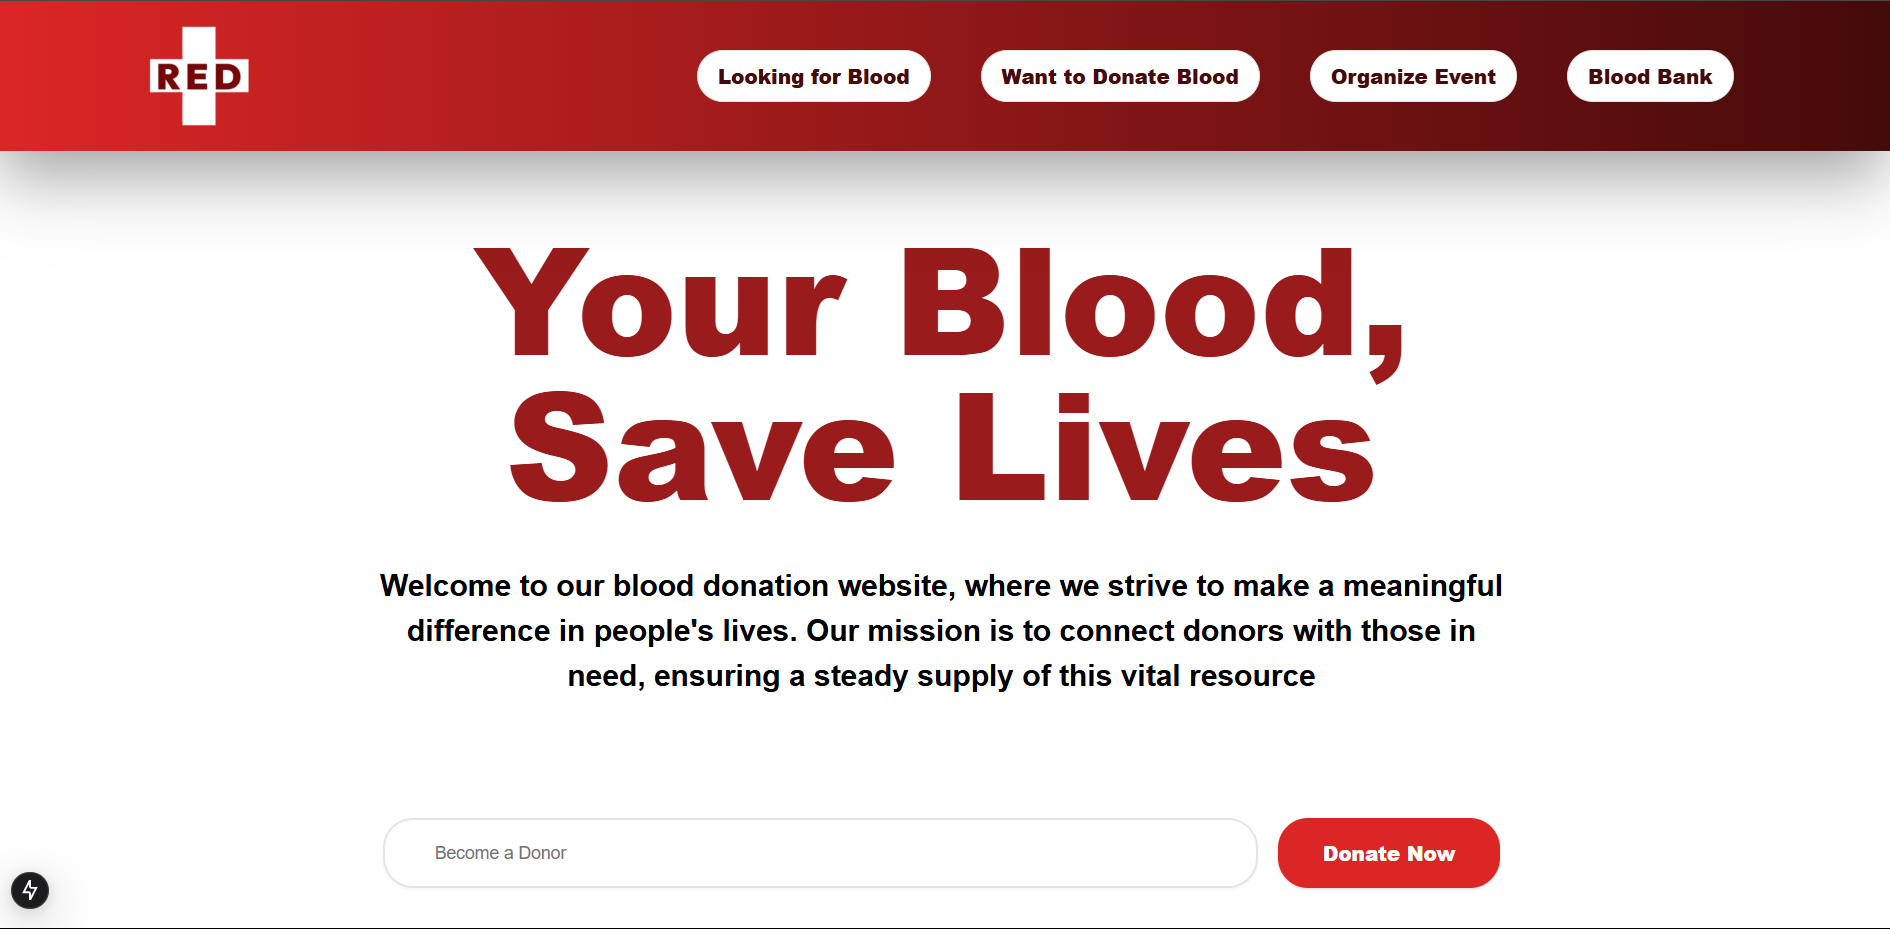 RED
Looking for Blood
Want to Donate Blood
Organize Event
Blood Bank
Your Blood,
Save Lives
Welcome to our blood donation website, where we strive to make a meaningful
difference in people's lives. Our mission is to connect donors with those in
need, ensuring a steady supply of this vital resource
Become a Donor
Donate Now